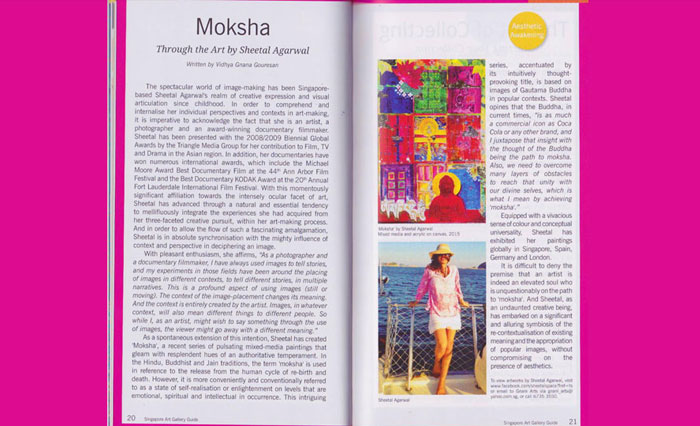 Moksha
Through the Art by Sheetal Agarwal
Written by Vidhya Gnana Gouresan
The spectacular world of image-making has been Singapore-
based Sheetal Agarwal's realm of creative expression and visual
articulation since childhood. In order to comprehend and
internalise her individual perspectives and contexts in art-making,
it is imperative to acknowledge the fact that she is an artist, a
photographer and an award-winning documentary filmmaker.
Sheetal has been presented with the 2008/2009 Biennial Global
Awards by the Triangle Media Group for her contribution to Film, TV
and Drama in the Asian region. In addition, her documentaries have
won numerous international awards, which include the Michael
Moore Award Best Documentary Film at the 44th Ann Arbor Film
Festival and the Best Documentary KODAK Award at the 20th Annual
Fort Lauderdale International Film Festival. With this momentously
significant affiliation towards the intensely ocular facet of art,
Sheetal has advanced through a natural and essential tendency
to mellifluously integrate the experiences she had acquired from
her three-faceted creative pursuit, within her art-making process.
And in order to allow the flow of such a fascinating amalgamation,
Sheetal is in absolute synchronisation with the mighty influence of
context and perspective in deciphering an image.
With pleasant enthusiasm, she affirms, "As a photographer and
a documentary filmmaker, I have always used images to tell stories,
and my experiments in those fields have been around the placing
of images in different contexts, to tell different stories, in multiple
narratives. This is a profound aspect of using images (still or
moving). The context of the image-placement changes its meaning.
And the context is entirely created by the artist. Images, in whatever
context, will also mean different things to different people. So
while I, as an artist, might wish to say something through the use
of images, the viewer might go away with a different meaning."
As a spontaneous extension of this intention, Sheetal has created
'Moksha', a recent series of pulsating mixed-media paintings that
gleam with resplendent hues of an authoritative temperament. In
the Hindu, Buddhist and Jain traditions, the term 'moksha' is used
in reference to the release from the human cycle of re-birth and
death. However, it is more conveniently and conventionally referred
to as a state of self-realisation or enlightenment on levels that are
emotional, spiritual and intellectual in occurrence. This intriguing
20 Singapore Art Gallery Guide
Aesthetic
Awakening
'Moksha' by Sheetal Agarwal
Mixed media and acrylic on canvas, 2015
Sheetal Agarwal
series, accentuated by
its intuitively thought-
provoking title, is based on
images of Gautama Buddha
in popular contexts. Sheetal
opines that the Buddha, in
current times, "is as much
a commercial icon as Coca
Cola or any other brand, and
I juxtapose that insight with
the thought of the Buddha
being the path to moksha.
Also, we need to overcome
many layers of obstacles
to reach that unity with
our divine selves, which is
what I mean by achieving
'moksha'."
Equipped with a vivacious
sense of colour and conceptual
universality, Sheetal has
exhibited her paintings
globally in Singapore, Spain,
Germany and London.
It is difficult to deny the
premise that an artist is
indeed an elevated soul who
is unquestionably on the path
to 'moksha'. And Sheetal, as
an undaunted creative being,
has embarked on a significant
and alluring symbiosis of the
re-contextualisation of existing
meaning and the appropriation
of popular images, without
compromising on the
presence of aesthetics.
To view artworks by Sheetal Agarwal, visit
Singapore Art Gallery Guide 21